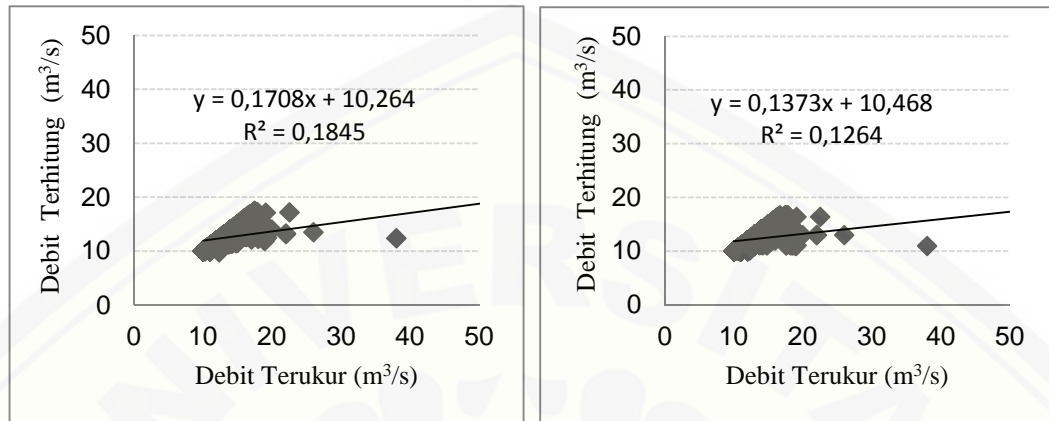 50
40
30
20
10
0
Debit Terhitung (m³/s)
y = 0,1708x + 10,264
R² = 0,1845
0 10 20 30 40 50
Debit Terukur (m³/s)
50
40
30
20
10
0
Debit Terhitung (m³/s)
y = 0,1373x + 10,468
R² = 0,1264
0 10 20 30 40 50
Debit Terukur (m³/s)
NIVERSITA